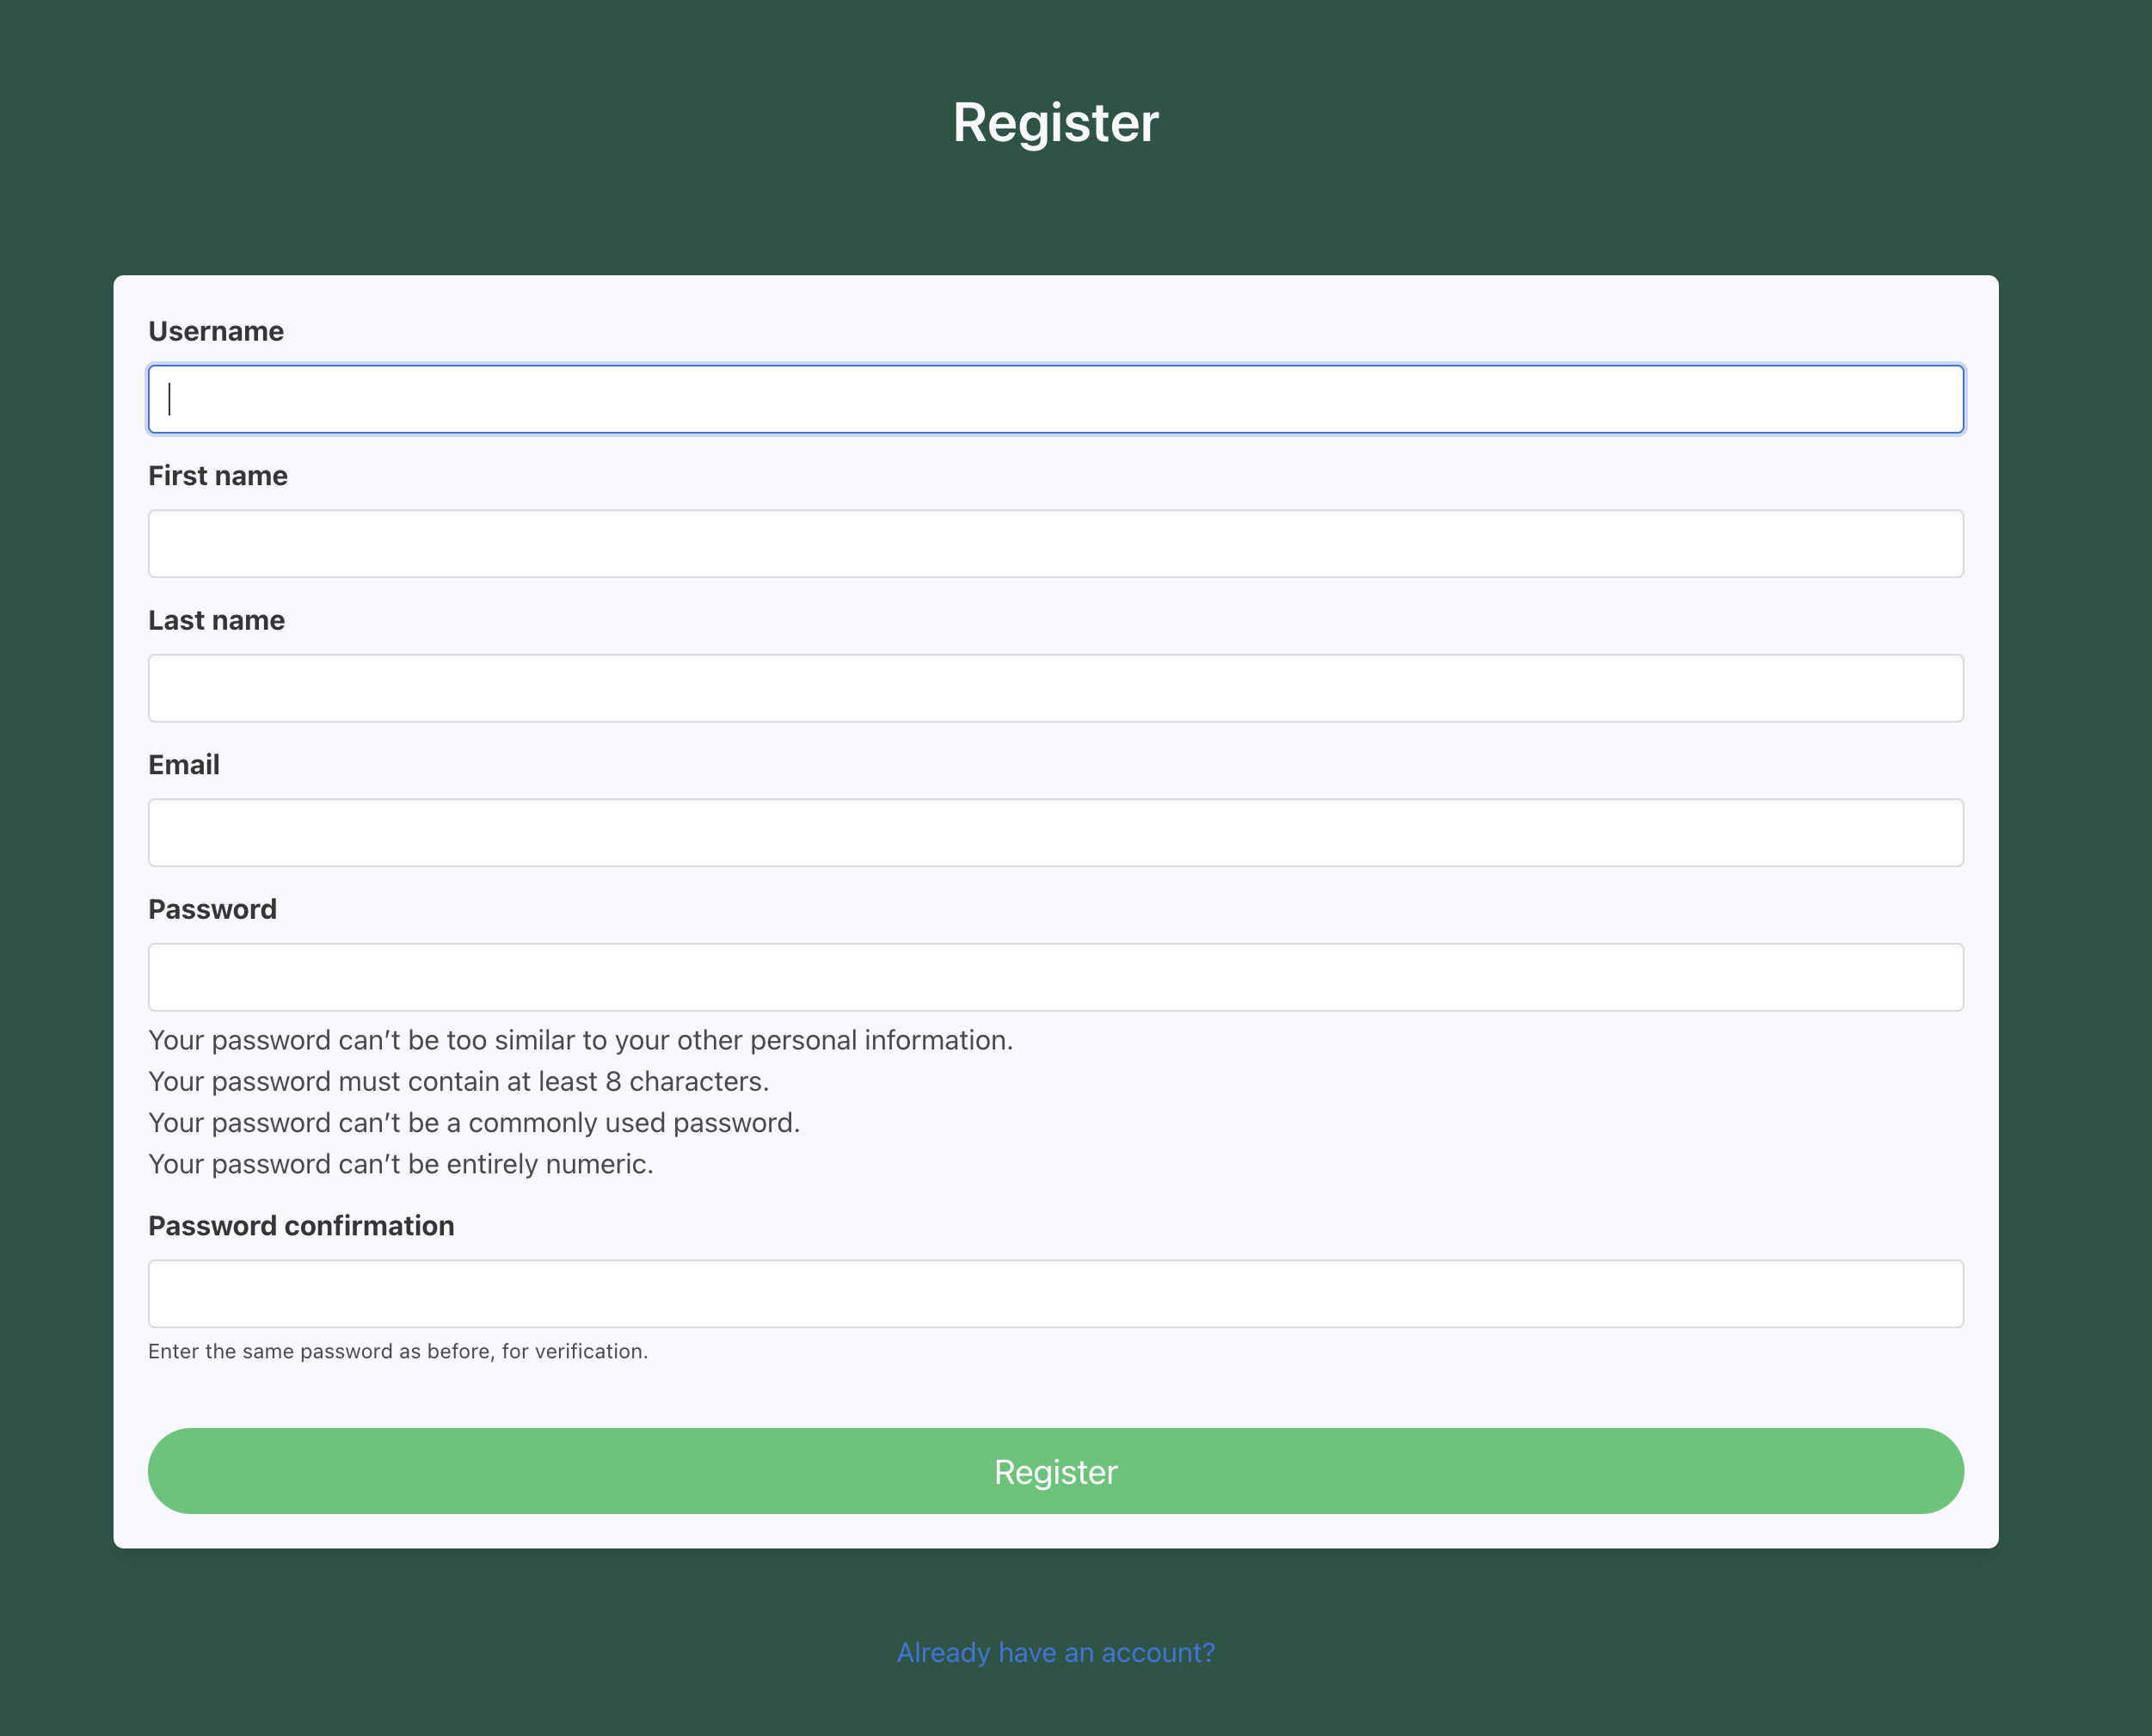 Register
Username
First name
Last name
Email
Password
Your password can’t be too similar to your other personal information.
Your password must contain at least 8 characters.
Your password can’t be a commonly used password.
Your password can’t be entirely numeric.
Password confirmation
Enter the same password as before, for verification.
Register
Already have an account?